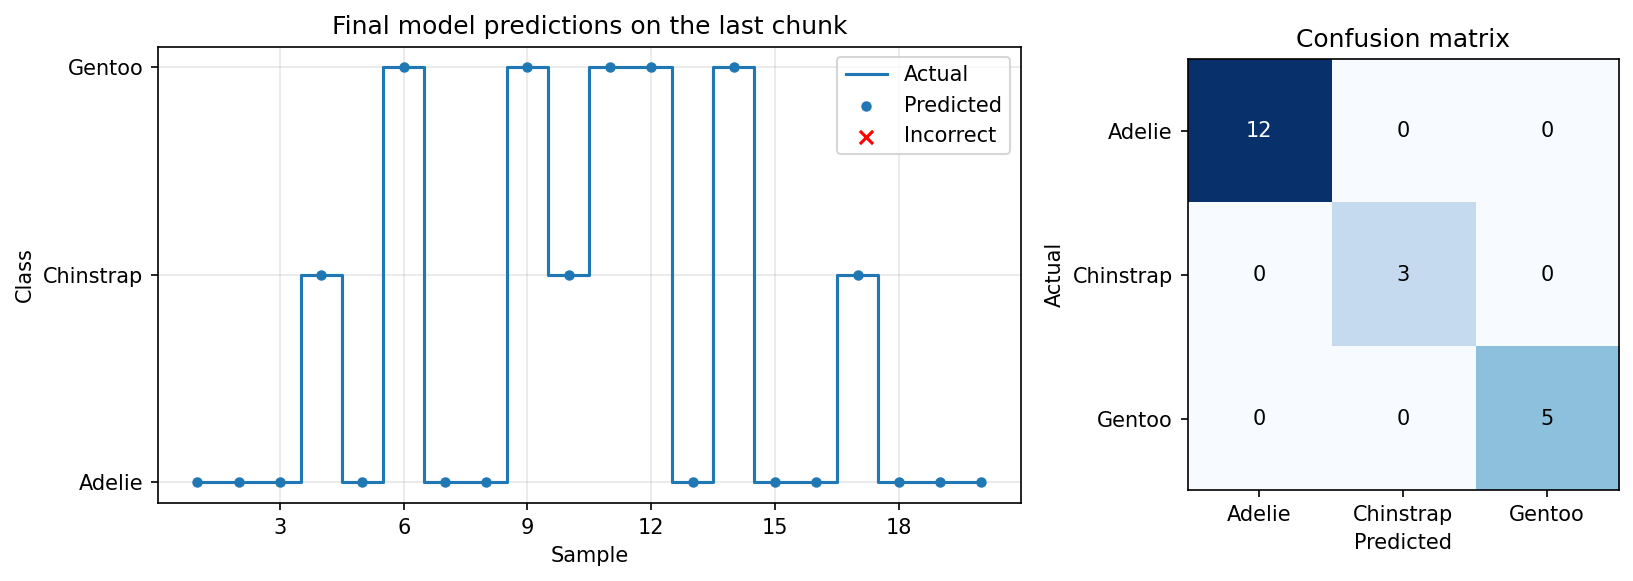 Final model predictions on the last chunk
Gentoo
Chinstrap
Adelie
Class
3 6 9 12 15 18
Sample
Actual
Predicted
Incorrect
Confusion matrix
Adelie
Chinstrap
Gentoo
Actual
12 0 0
0 3 0
0 0 5
Adelie Chinstrap Gentoo
Predicted